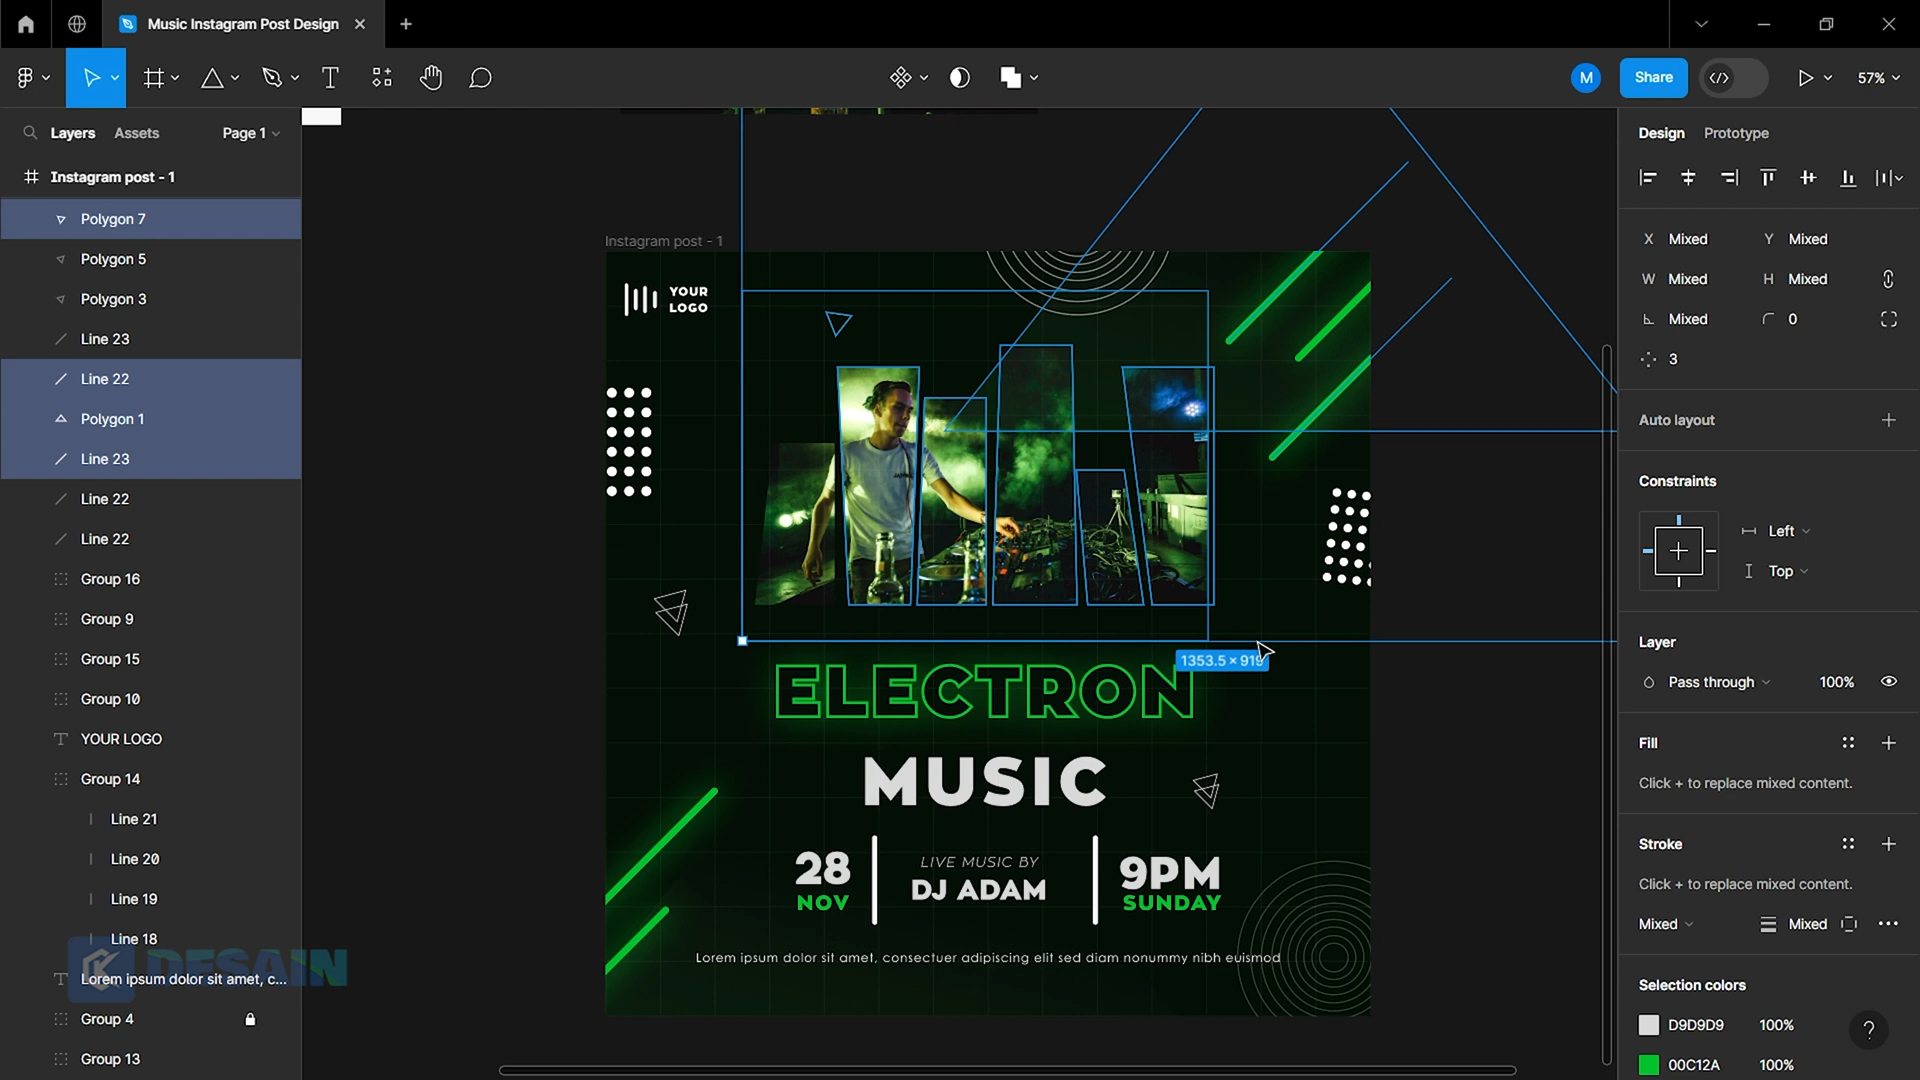 Music Instagram Post Design
M
Share
57%
Layers
Assets
Page 1
Design
Prototype
Instagram post - 1
Polygon 7
Polygon 5
Polygon 3
Line 23
Line 22
Polygon 1
Line 23
Line 22
Line 22
Group 16
Group 9
Group 15
Group 10
YOUR LOGO
Group 14
Line 21
Line 20
Line 19
Line 18
DESAIN
Lorem ipsum dolor sit amet, c...
Group 4
Group 13
Instagram post - 1
YOUR
LOGO
1353.5 × 919
ELECTRON
MUSIC
28
NOV
LIVE MUSIC BY
DJ ADAM
9PM
SUNDAY
Lorem ipsum dolor sit amet, consectuer adipiscing elit sed diam nonummy nibh euismod
X Mixed
Y Mixed
W Mixed
H Mixed
Mixed
0
3
Auto layout
Constraints
Left
Top
Layer
Pass through
100%
Fill
Click + to replace mixed content.
Stroke
Click + to replace mixed content.
Mixed
Mixed
Selection colors
D9D9D9 100%
00C12A 100%
?